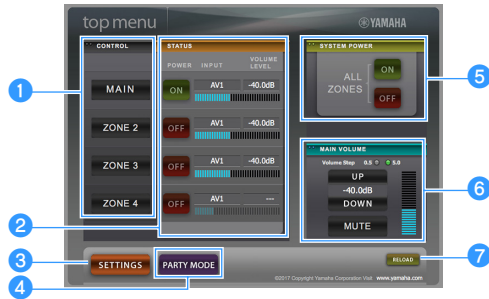 top menu
YAMAHA
CONTROL
MAIN
ZONE 2
ZONE 3
ZONE 4
STATUS
POWER INPUT VOLUME LEVEL
ON AV1 -40.0dB
OFF AV1 -40.0dB
OFF AV1 -40.0dB
OFF AV1 ---
SYSTEM POWER
ALL ZONES
ON
OFF
MAIN VOLUME
Volume Step 0.5 5.0
UP
-40.0dB
DOWN
MUTE
SETTINGS
PARTY MODE
RELOAD
©2017 Copyright Yamaha Corporation Visit www.yamaha.com
1
2
3
4
5
6
7